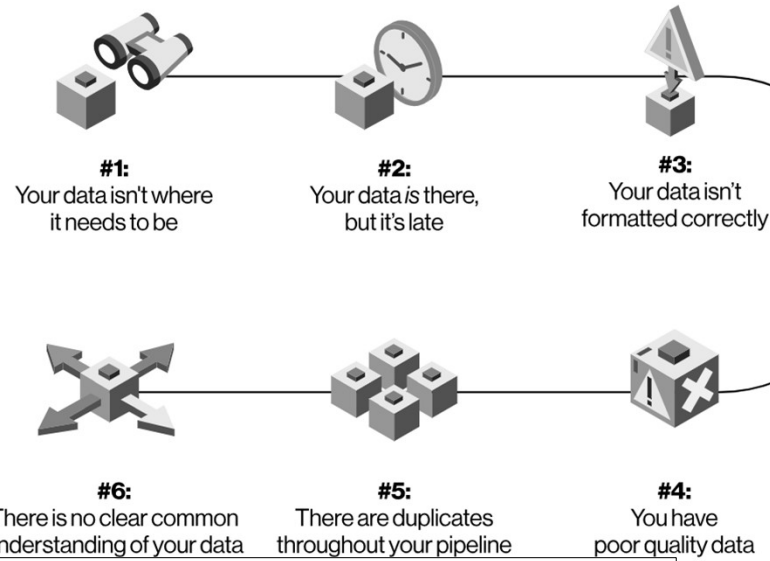 #1:
Your data isn't where
it needs to be
#2:
Your data is there,
but it's late
#3:
Your data isn't
formatted correctly
#6:
There is no clear common
understanding of your data
#5:
There are duplicates
throughout your pipeline
#4:
You have
poor quality data